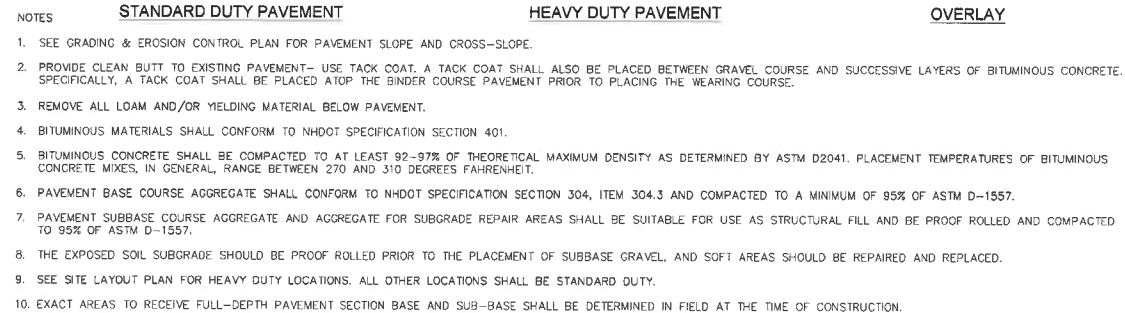 STANDARD DUTY PAVEMENT HEAVY DUTY PAVEMENT OVERLAY
NOTES
1. SEE GRADING & EROSION CONTROL PLAN FOR PAVEMENT SLOPE AND CROSS-SLOPE.
2. PROVIDE CLEAN BUTT TO EXISTING PAVEMENT- USE TACK COAT. A TACK COAT SHALL ALSO BE PLACED BETWEEN GRAVEL COURSE AND SUCCESSIVE LAYERS OF BITUMINOUS CONCRETE.
SPECIFICALLY, A TACK COAT SHALL BE PLACED ATOP THE BINDER COURSE PAVEMENT PRIOR TO PLACING THE WEARING COURSE.
3. REMOVE ALL LOAM AND/OR YIELDING MATERIAL BELOW PAVEMENT.
4. BITUMINOUS MATERIALS SHALL CONFORM TO NHDOT SPECIFICATION SECTION 401.
5. BITUMINOUS CONCRETE SHALL BE COMPACTED TO AT LEAST 92-97% OF THEORETICAL MAXIMUM DENSITY AS DETERMINED BY ASTM D2041. PLACEMENT TEMPERATURES OF BITUMINOUS
CONCRETE MIXES, IN GENERAL, RANGE BETWEEN 270 AND 310 DEGREES FAHRENHEIT.
6. PAVEMENT BASE COURSE AGGREGATE SHALL CONFORM TO NHDOT SPECIFICATION SECTION 304, ITEM 304.3 AND COMPACTED TO A MINIMUM OF 95% OF ASTM D-1557.
7. PAVEMENT SUBBASE COURSE AGGREGATE AND AGGREGATE FOR SUBGRADE REPAIR AREAS SHALL BE SUITABLE FOR USE AS STRUCTURAL FILL AND BE PROOF ROLLED AND COMPACTED
TO 95% OF ASTM D-1557.
8. THE EXPOSED SOIL SUBGRADE SHOULD BE PROOF ROLLED PRIOR TO THE PLACEMENT OF SUBBASE GRAVEL, AND SOFT AREAS SHOULD BE REPAIRED AND REPLACED.
9. SEE SITE LAYOUT PLAN FOR HEAVY DUTY LOCATIONS. ALL OTHER LOCATIONS SHALL BE STANDARD DUTY.
10. EXACT AREAS TO RECEIVE FULL-DEPTH PAVEMENT SECTION BASE AND SUB-BASE SHALL BE DETERMINED IN FIELD AT THE TIME OF CONSTRUCTION.